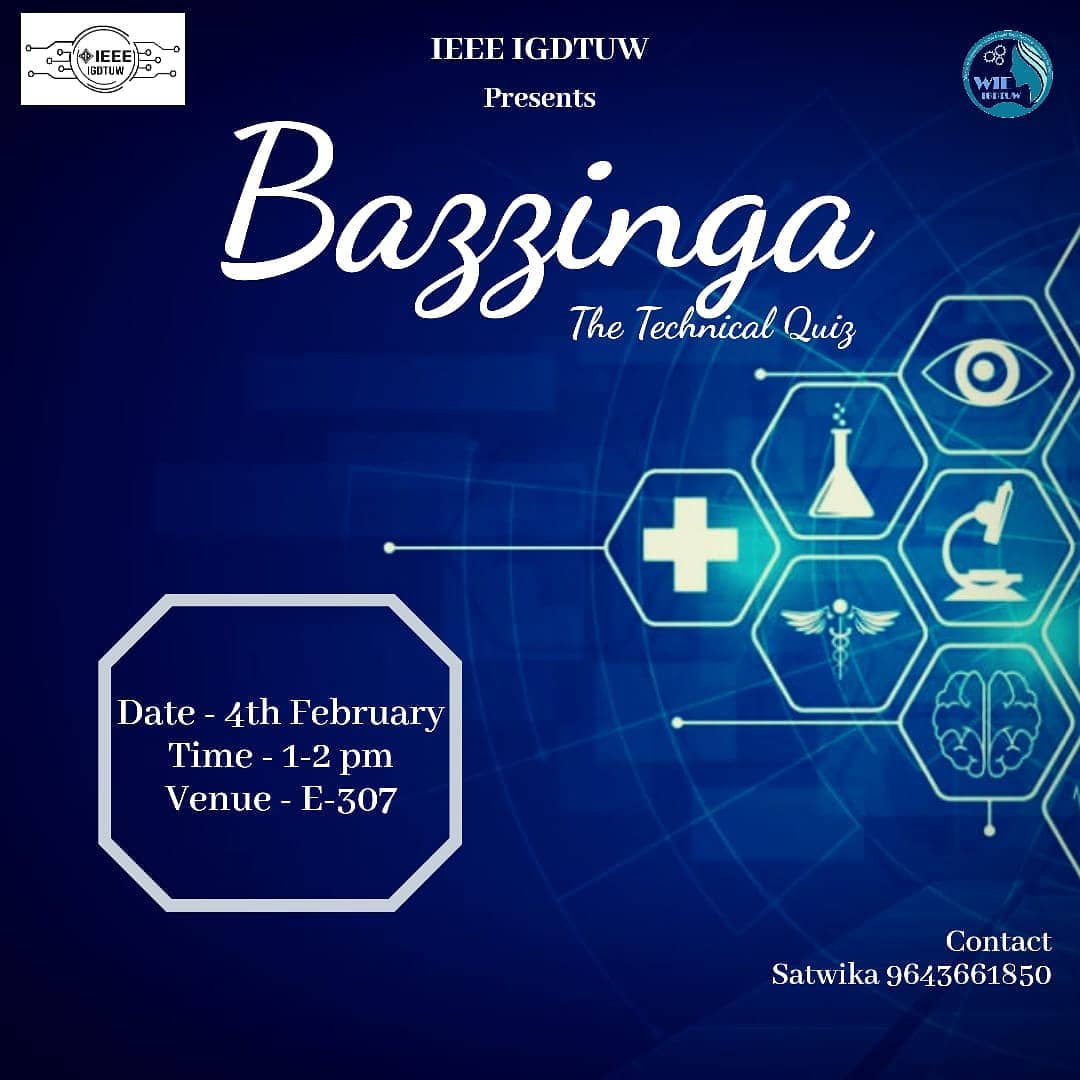 IEEE
IGDTUW
IEEE IGDTUW
Presents
WIE
IGDTUW
Bazzinga
The Technical Quiz
Date - 4th February
Time - 1-2 pm
Venue - E-307
Contact
Satwika 9643661850